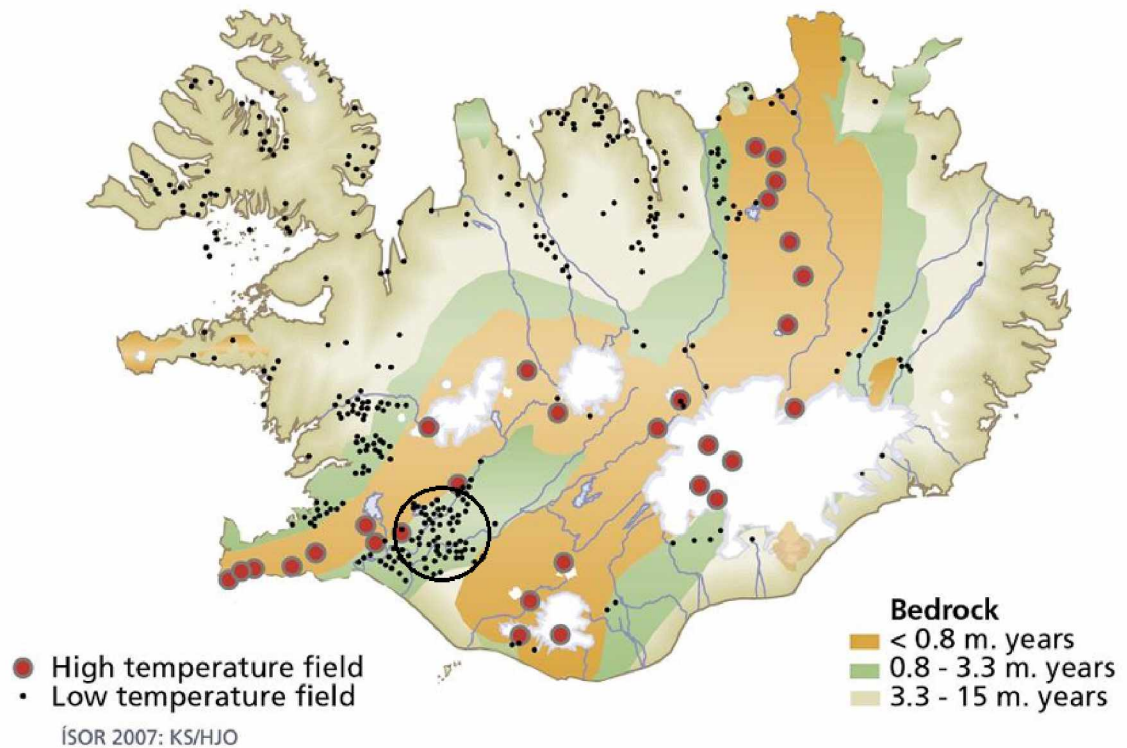 Bedrock
< 0.8 m. years
0.8 - 3.3 m. years
3.3 - 15 m. years
High temperature field
Low temperature field
ÍSOR 2007: KS/HJO